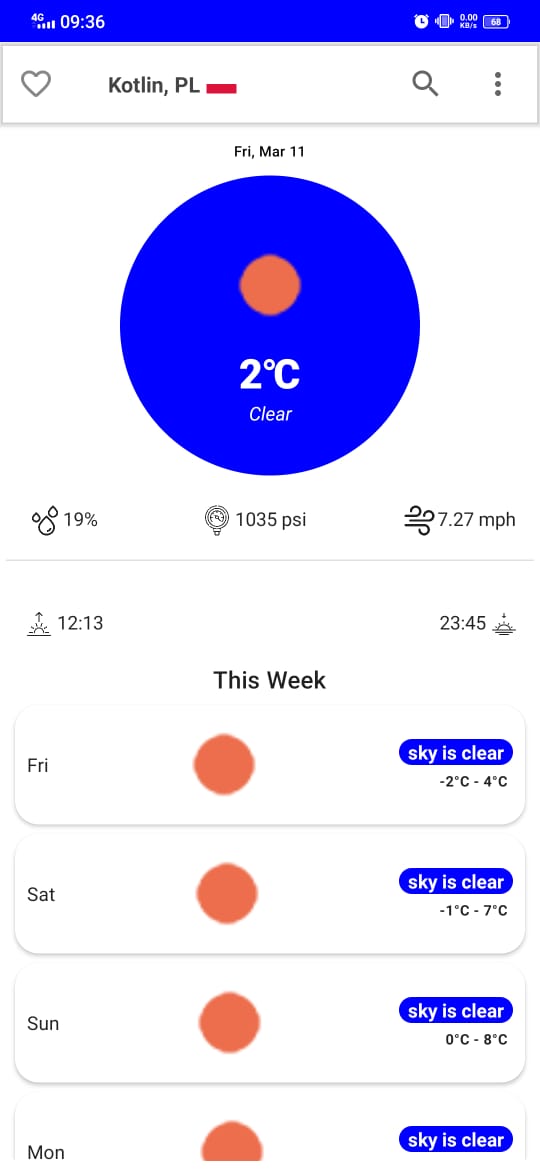 4G 09:36 0.00 KB/s 68
Kotlin, PL
Fri, Mar 11
2°C
Clear
19% 1035 psi 7.27 mph
12:13 23:45
This Week
Fri sky is clear
-2°C - 4°C
Sat sky is clear
-1°C - 7°C
Sun sky is clear
0°C - 8°C
Mon sky is clear